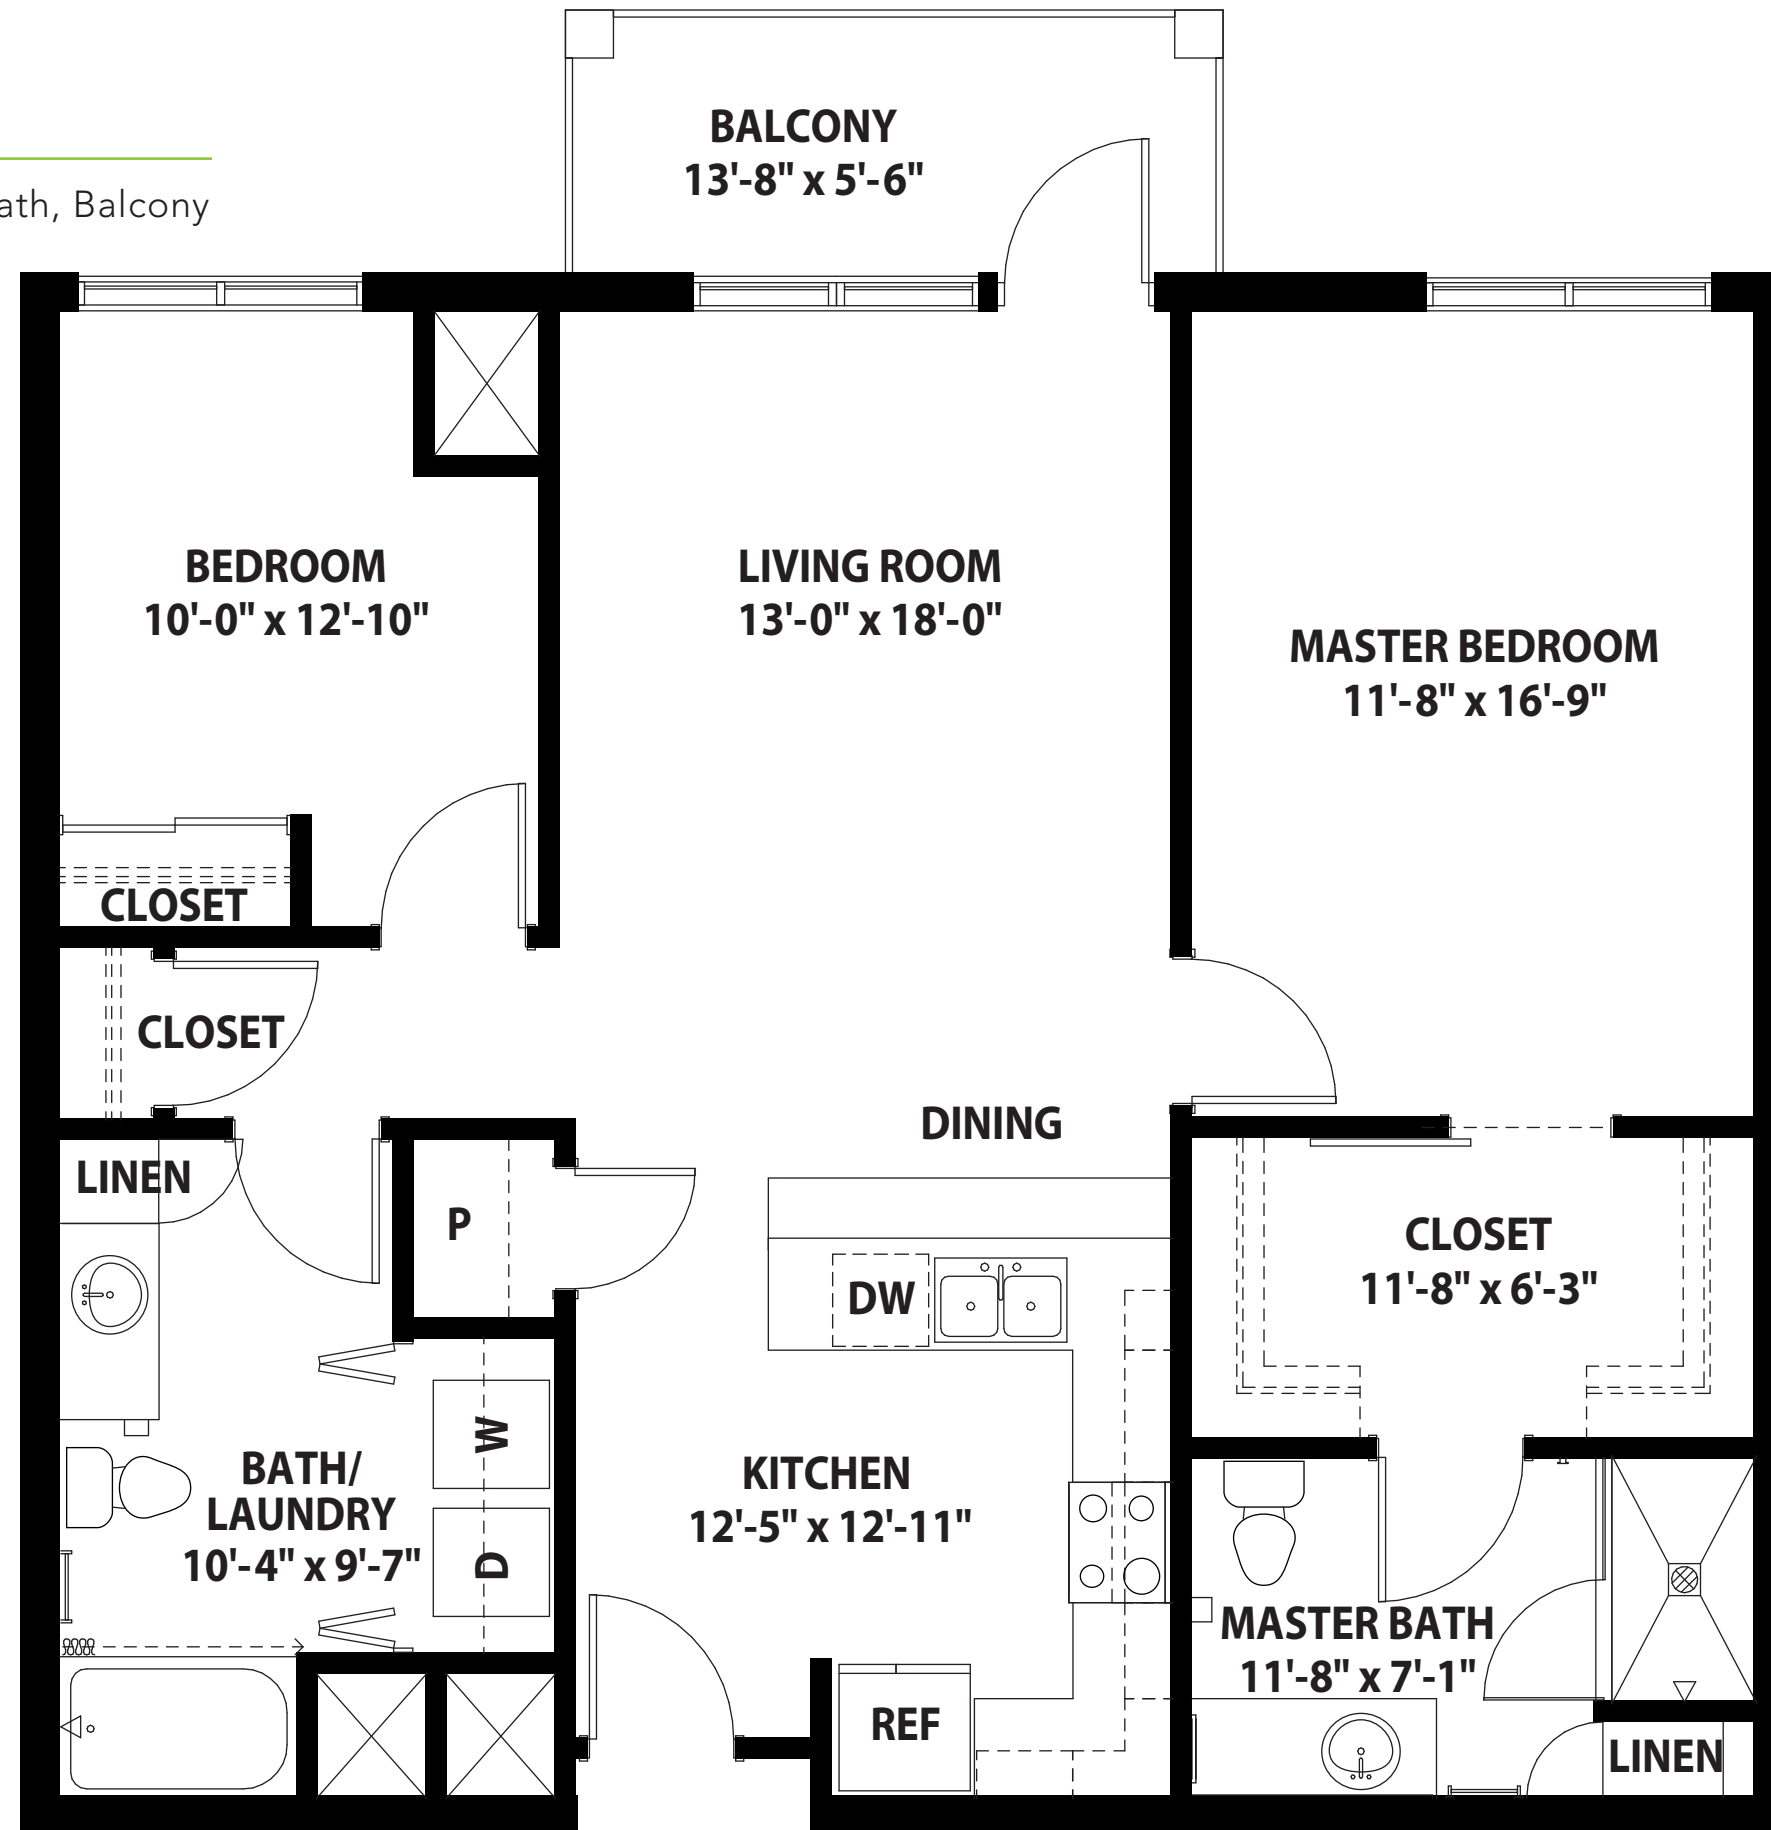 BALCONY
13'-8" x 5'-6"
Balcony
BEDROOM
10'-0" x 12'-10"
LIVING ROOM
13'-0" x 18'-0"
MASTER BEDROOM
11'-8" x 16'-9"
CLOSET
CLOSET
DINING
LINEN
P
CLOSET
11'-8" x 6'-3"
DW
W
BATH/
LAUNDRY
10'-4" x 9'-7"
D
KITCHEN
12'-5" x 12'-11"
MASTER BATH
11'-8" x 7'-1"
REF
LINEN